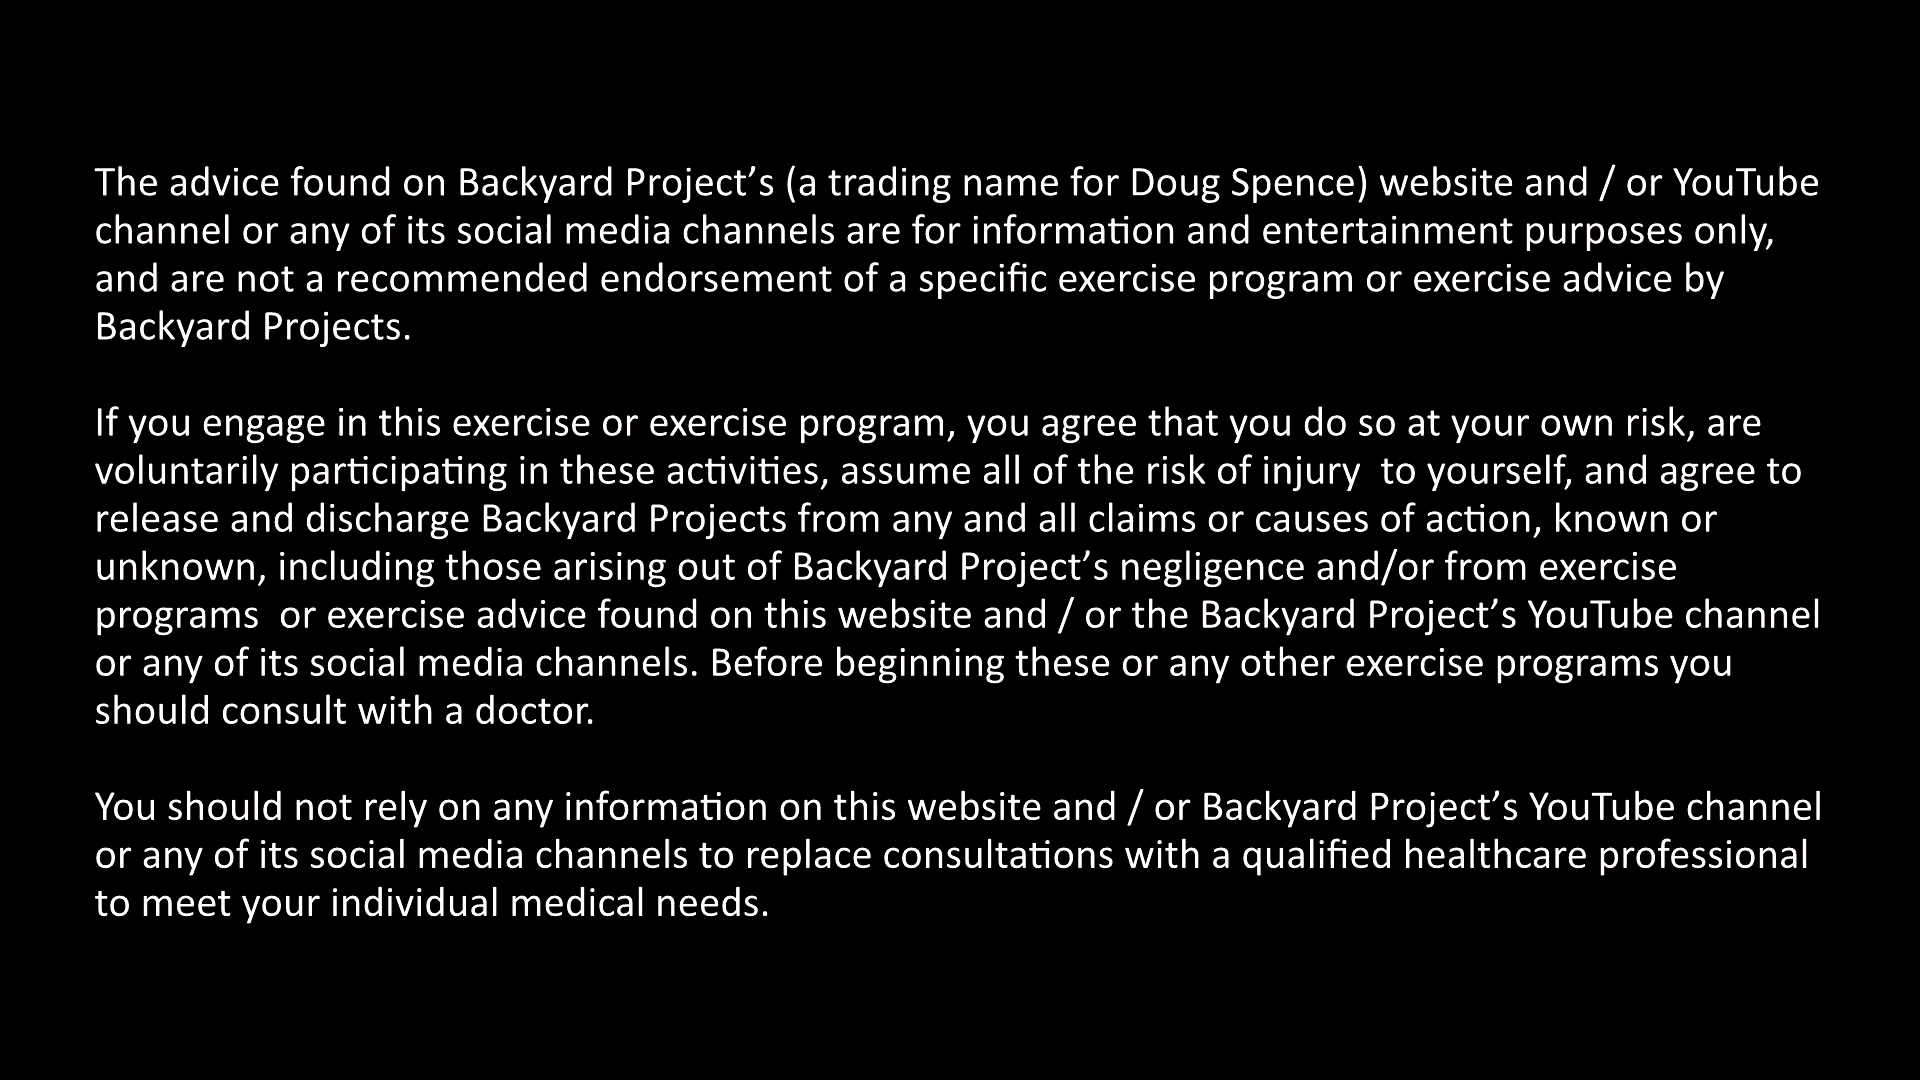 The advice found on Backyard Project’s (a trading name for Doug Spence) website and / or YouTube
channel or any of its social media channels are for information and entertainment purposes only,
and are not a recommended endorsement of a specific exercise program or exercise advice by
Backyard Projects.
If you engage in this exercise or exercise program, you agree that you do so at your own risk, are
voluntarily participating in these activities, assume all of the risk of injury  to yourself, and agree to
release and discharge Backyard Projects from any and all claims or causes of action, known or
unknown, including those arising out of Backyard Project’s negligence and/or from exercise
programs  or exercise advice found on this website and / or the Backyard Project’s YouTube channel
or any of its social media channels. Before beginning these or any other exercise programs you
should consult with a doctor.
You should not rely on any information on this website and / or Backyard Project’s YouTube channel
or any of its social media channels to replace consultations with a qualified healthcare professional
to meet your individual medical needs.